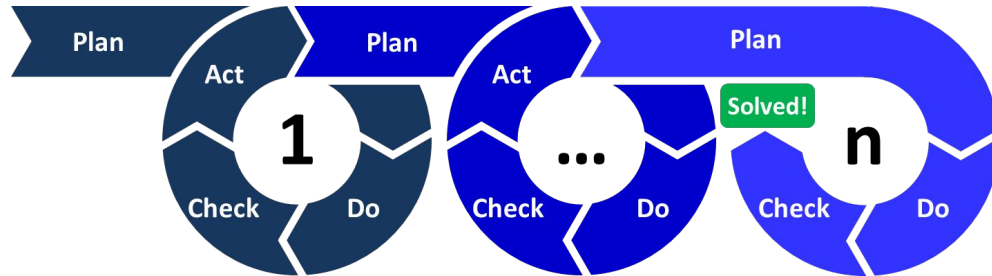 Plan
Act
1
Check
Do
Plan
Act
...
Check
Do
Plan
Solved!
n
Check
Do